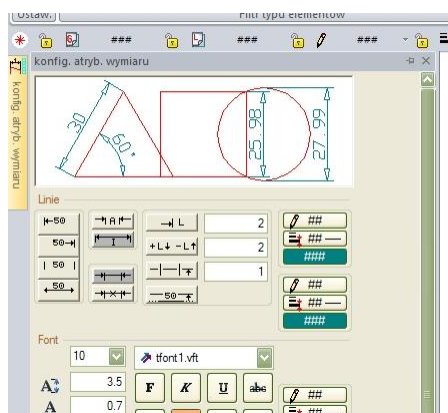 Ustaw.
Filtr typu elementów
### ### ###
konfig. atryb. wymiaru
konfig. atryb. wymiaru
30
60°
25.98
27.99
Linie
50 A L 2 ##
50 I +L -L 2 ##
50 1 ####
50 50 ##
##
####
Font
10 tfont1.vft
3.5 F K U abc ##
A 0.7 ##